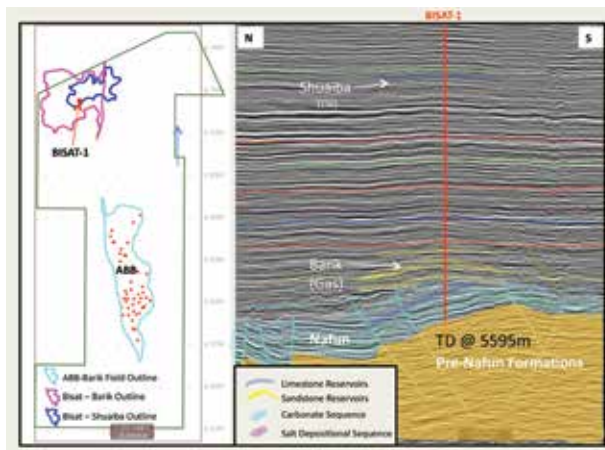 BISAT-1
N
S
Shuaiba
(Oil)
BISAT-1
ABB
Barik
(Gas)
Nafun
TD @ 5595m
Pre-Nafun Formations
ABB-Barik Field Outline
Bisat – Barik Outline
Bisat – Shuaiba Outline
Limestone Reservoirs
Sandstone Reservoirs
Carbonate Sequence
Salt Depositional Sequence